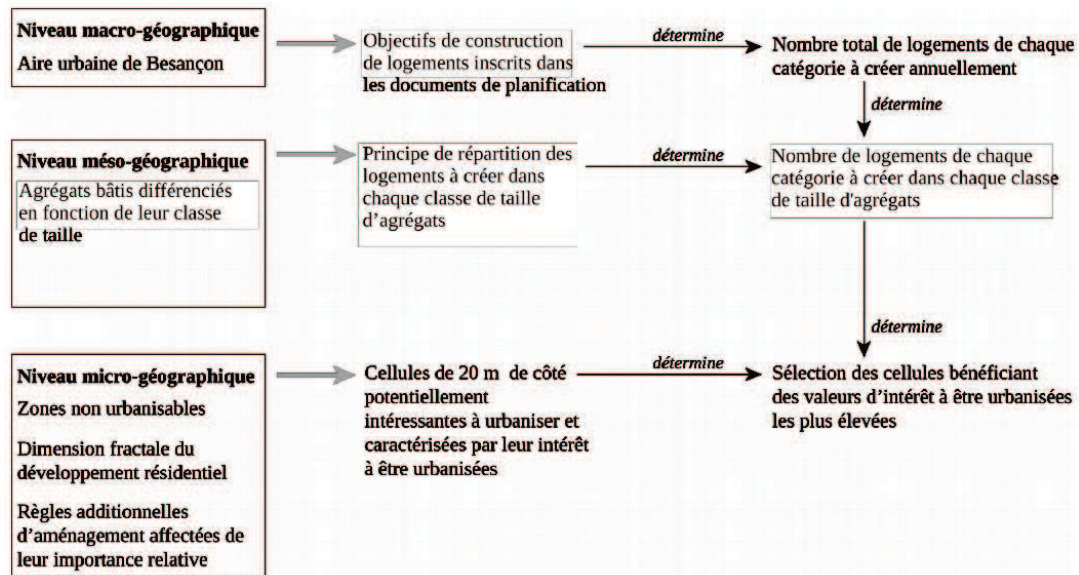 Niveau macro-géographique
Aire urbaine de Besançon
Objectifs de construction
de logements inscrits dans
les documents de planification
détermine
Nombre total de logements de chaque
catégorie à créer annuellement
détermine
Niveau méso-géographique
Agrégats bâtis différenciés
en fonction de leur classe
de taille
Principe de répartition des
logements à créer dans
chaque classe de taille
d’agrégats
détermine
Nombre de logements de chaque
catégorie à créer dans chaque classe
de taille d'agrégats
détermine
Niveau micro-géographique
Zones non urbanisables
Dimension fractale du
développement résidentiel
Règles additionnelles
d’aménagement affectées de
leur importance relative
Cellules de 20 m de côté
potentiellement
intéressantes à urbaniser et
caractérisées par leur intérêt
à être urbanisées
détermine
Sélection des cellules bénéficiant
des valeurs d’intérêt à être urbanisées
les plus élevées